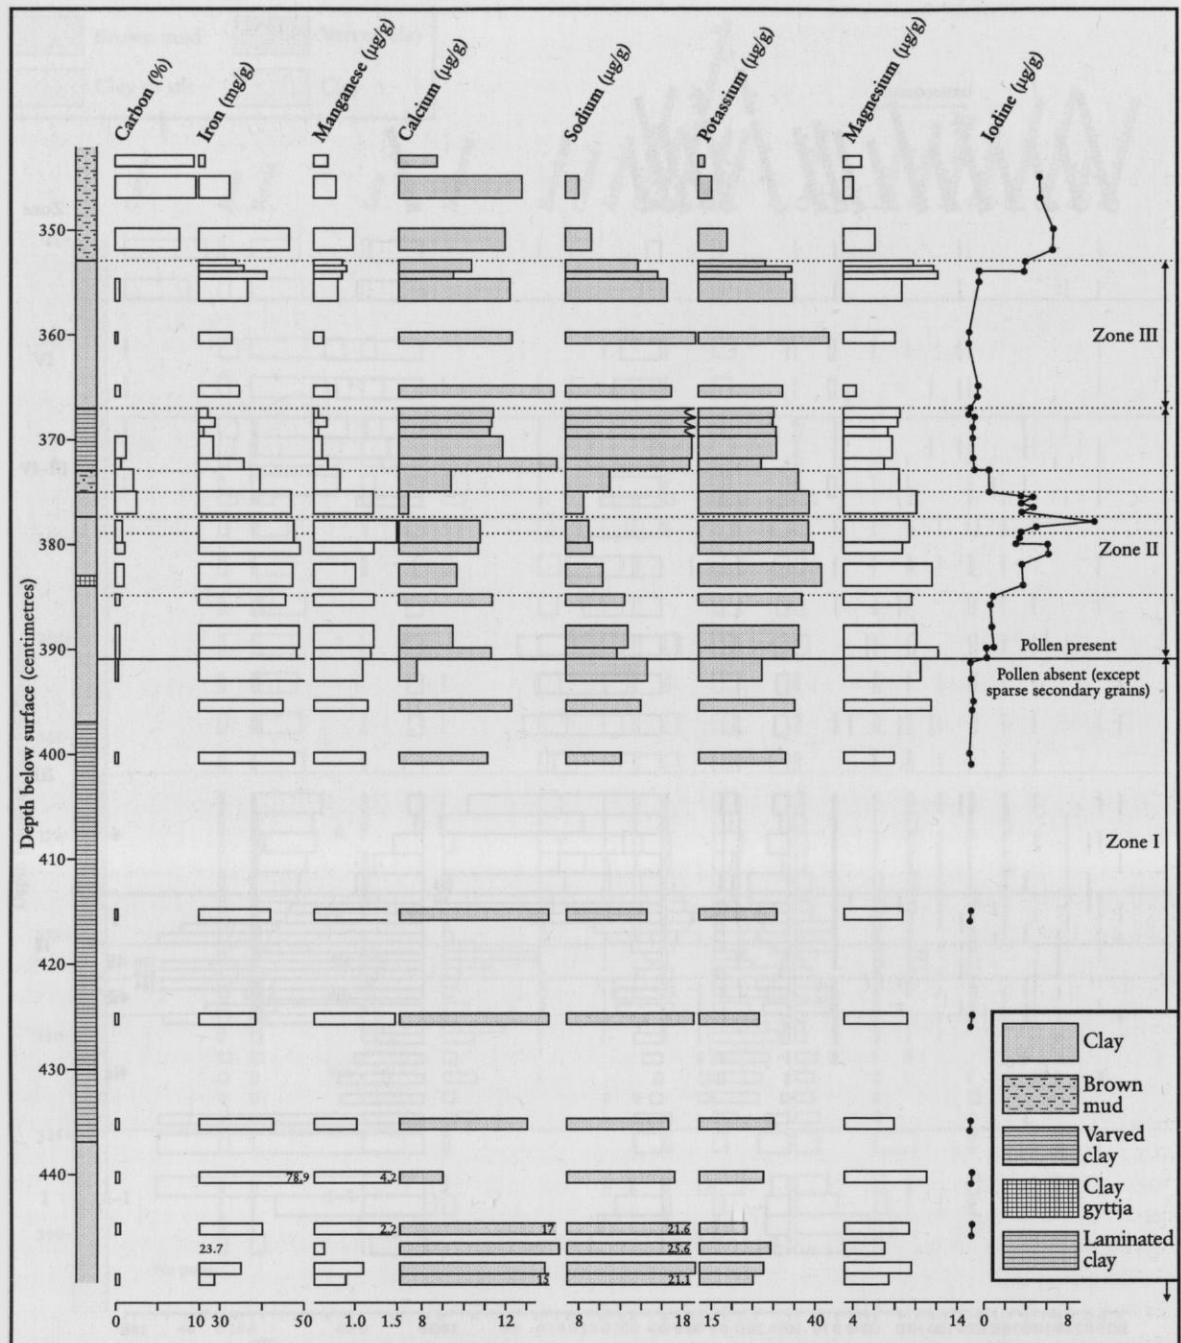 Carbon (%)
Iron (mg/g)
Manganese (µg/g)
Calcium (µg/g)
Sodium (µg/g)
Potassium (µg/g)
Magnesium (µg/g)
Iodine (µg/g)
Depth below surface (centimetres)
350
360
370
380
390
400
410
420
430
440
Zone III
Zone II
Pollen present
Pollen absent (except
sparse secondary grains)
Zone I
78.9
4.2
2.2
17
21.6
23.7
25.6
15
21.1
Clay
Brown
mud
Varved
clay
Clay
gyttja
Laminated
clay
0
10
30
50
1.0
1.5
8
12
8
18
15
40
4
14
0
8